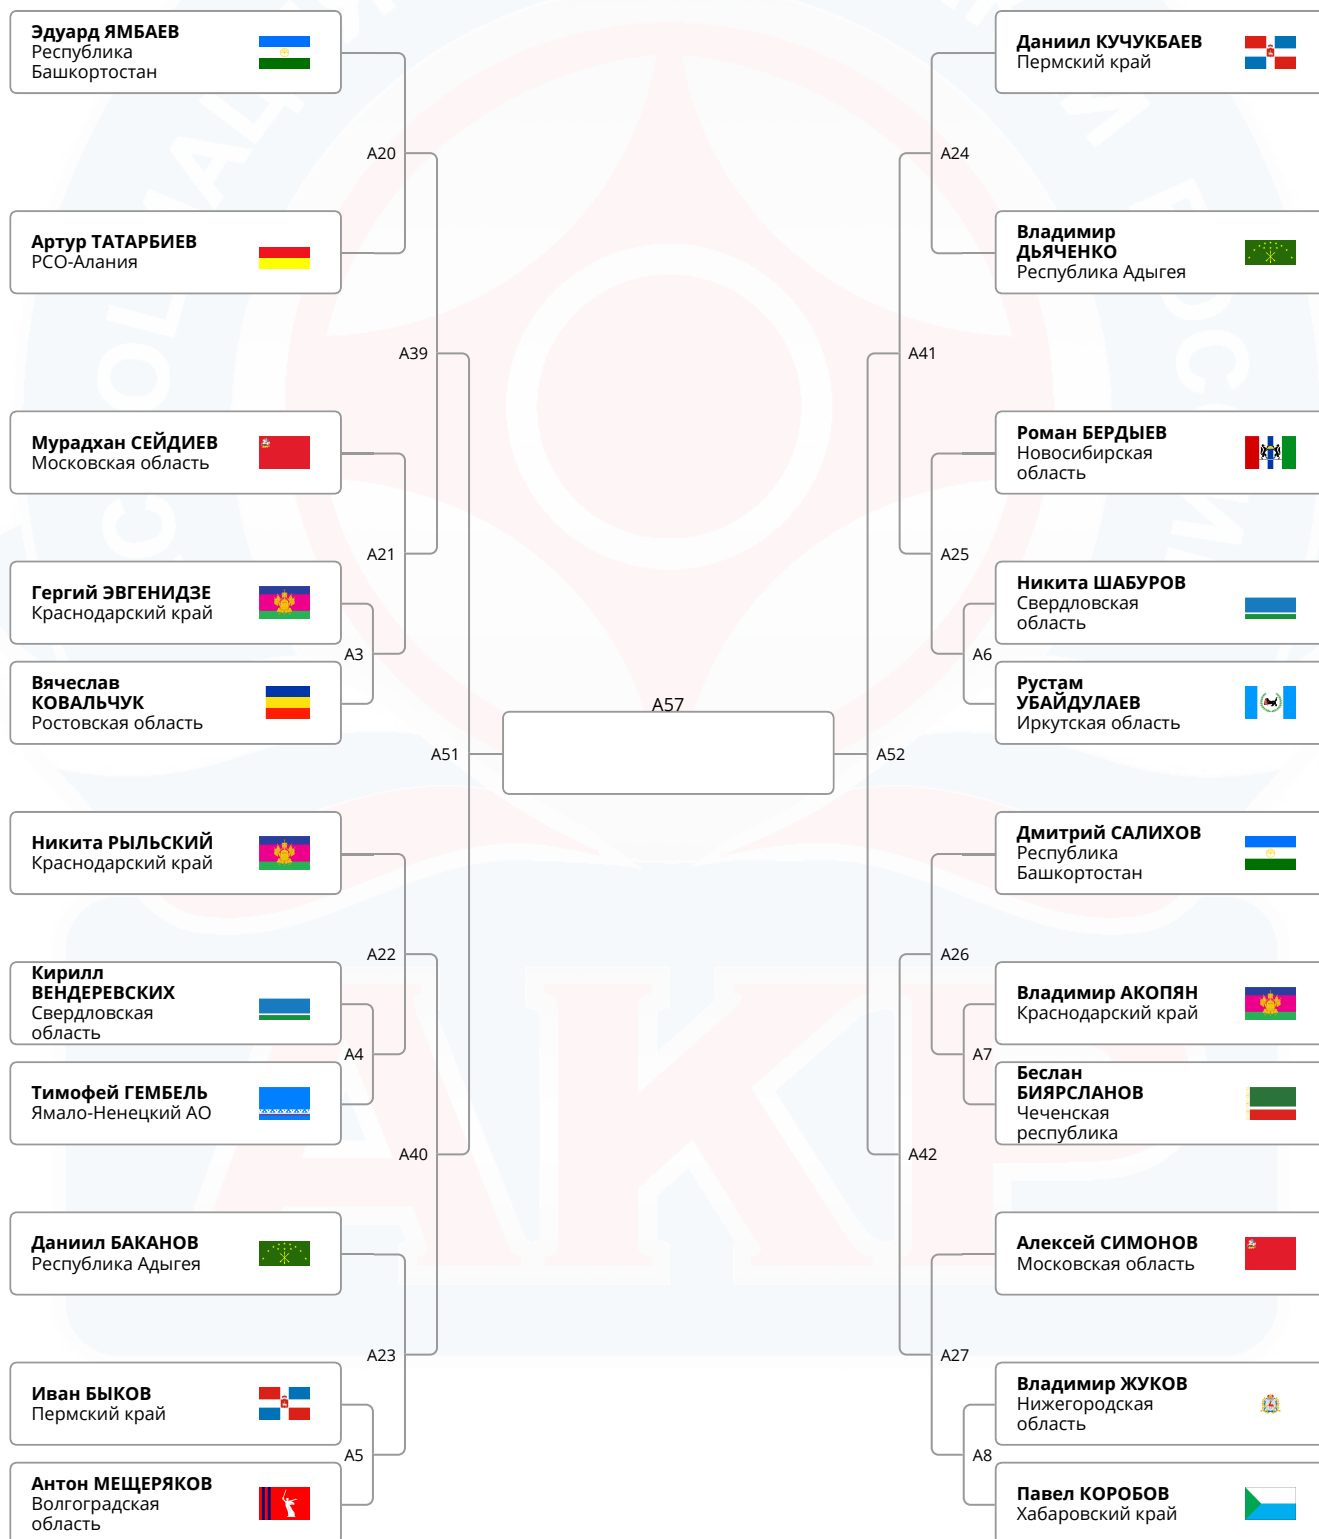 Эдуард ЯМБАЕВ
Республика
Башкортостан
A20
Артур ТАТАРБИЕВ
РСО-Алания
A39
Мурадхан СЕЙДИЕВ
Московская область
A21
Гергий ЭВГЕНИДЗЕ
Краснодарский край
A3
Вячеслав
КОВАЛЬЧУК
Ростовская область
A51
Никита РЫЛЬСКИЙ
Краснодарский край
A22
Кирилл
ВЕНДЕРЕВСКИХ
Свердловская
область
A4
Тимофей ГЕМБЕЛЬ
Ямало-Ненецкий АО
A40
Даниил БАКАНОВ
Республика Адыгея
A23
Иван БЫКОВ
Пермский край
A5
Антон МЕЩЕРЯКОВ
Волгоградская
область
A57
Даниил КУЧУКБАЕВ
Пермский край
A24
Владимир
ДЬЯЧЕНКО
Республика Адыгея
A41
Роман БЕРДЫЕВ
Новосибирская
область
A25
Никита ШАБУРОВ
Свердловская
область
A6
Рустам
УБАЙДУЛАЕВ
Иркутская область
A52
Дмитрий САЛИХОВ
Республика
Башкортостан
A26
Владимир АКОПЯН
Краснодарский край
A7
Беслан
БИЯРСЛАНОВ
Чеченская
республика
A42
Алексей СИМОНОВ
Московская область
A27
Владимир ЖУКОВ
Нижегородская
область
A8
Павел КОРОБОВ
Хабаровский край
АКР